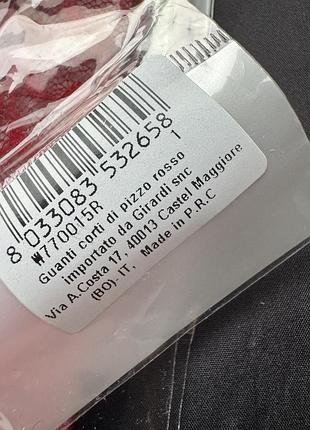 8 033083 532658 1
W770015R
Guanti corti di pizzo rosso
importato da Girardi snc
Via A.Costa 17, 40013 Castel Maggiore
(BO). IT, Made in P.R.C